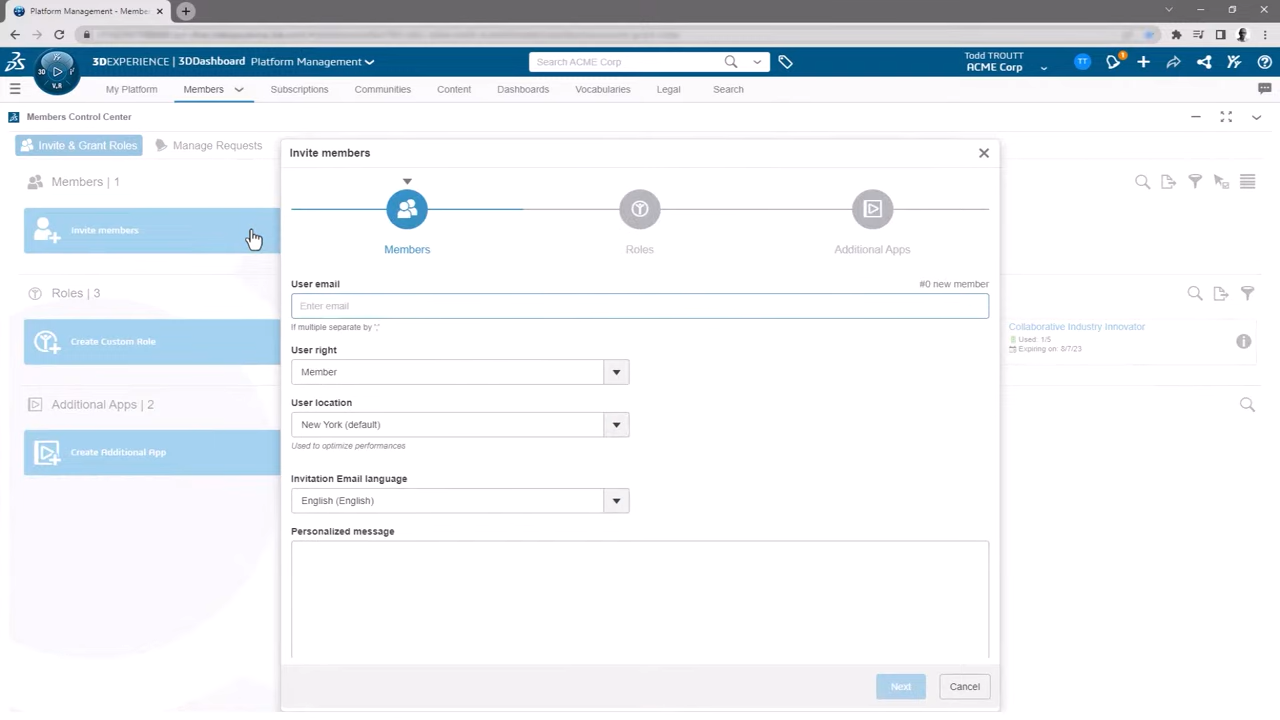 Platform Management - Membe
3DEXPERIENCE | 3DDashboard Platform Management
Search ACME Corp
Todd TROUTT
ACME Corp
TT
1
3D
V.R
My Platform
Members
Subscriptions
Communities
Content
Dashboards
Vocabularies
Legal
Search
Members Control Center
Invite & Grant Roles
Manage Requests
Members | 1
Invite members
Roles | 3
Create Custom Role
Additional Apps | 2
Create Additional App
Invite members
Members
Roles
Additional Apps
User email
#0 new member
Enter email
If multiple separate by ';'
User right
Member
User location
New York (default)
Used to optimize performances
Invitation Email language
English (English)
Personalized message
Next
Cancel
Collaborative Industry Innovator
Used: 1/5
Expiring on: 8/7/23